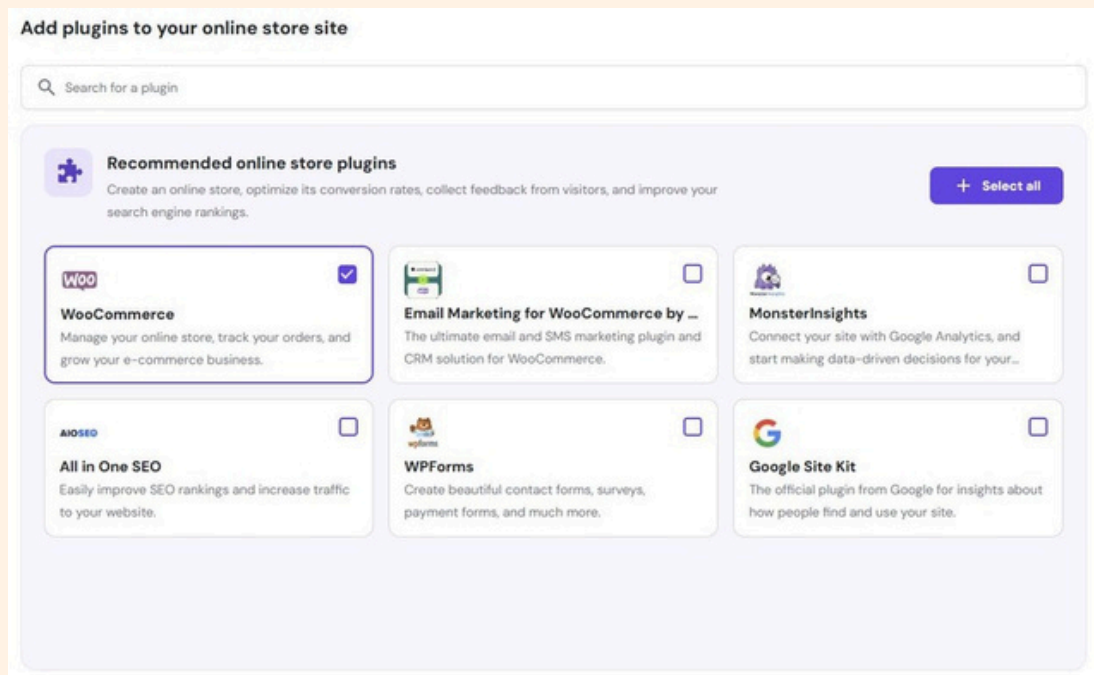 Add plugins to your online store site
Search for a plugin
Recommended online store plugins
Create an online store, optimize its conversion rates, collect feedback from visitors, and improve your
search engine rankings.
+ Select all
Woo
WooCommerce
Manage your online store, track your orders, and
grow your e-commerce business.
Email Marketing for WooCommerce by ...
The ultimate email and SMS marketing plugin and
CRM solution for WooCommerce.
MonsterInsights
Connect your site with Google Analytics, and
start making data-driven decisions for your...
AIOSEO
All in One SEO
Easily improve SEO rankings and increase traffic
to your website.
wpforms
WPForms
Create beautiful contact forms, surveys,
payment forms, and much more.
G
Google Site Kit
The official plugin from Google for insights about
how people find and use your site.